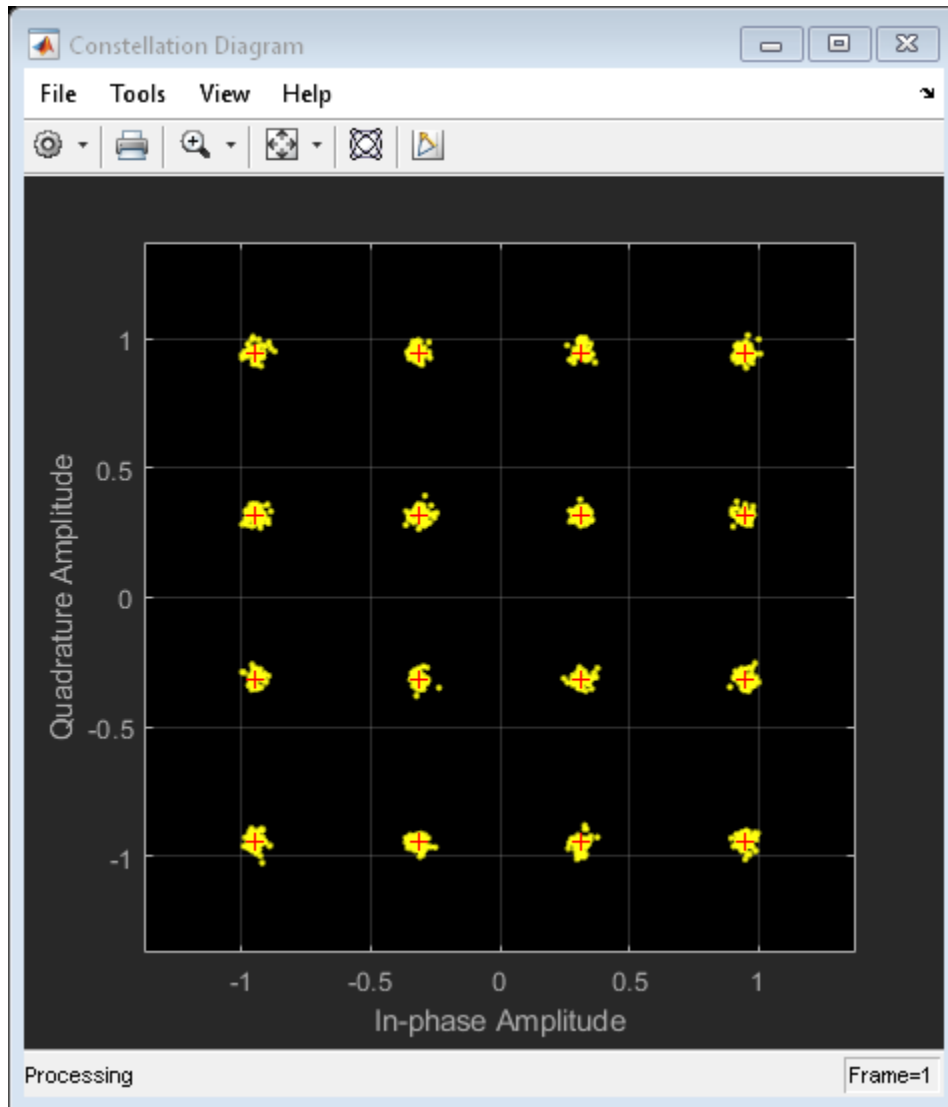 Constellation Diagram
File Tools View Help
1
0.5
0
-0.5
-1
Quadrature Amplitude
-1 -0.5 0 0.5 1
In-phase Amplitude
Processing Frame=1